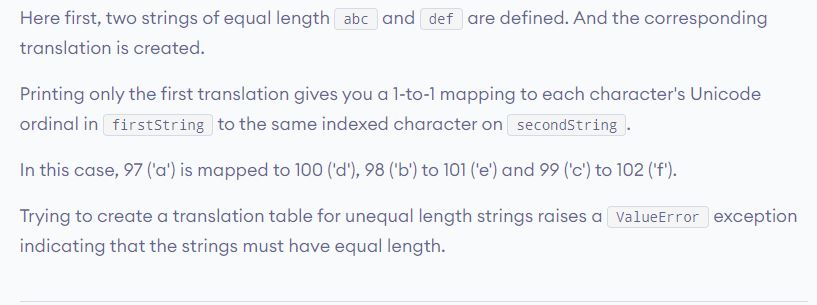 Here first, two strings of equal length abc and def are defined. And the corresponding
translation is created.
Printing only the first translation gives you a 1-to-1 mapping to each character's Unicode
ordinal in firstString to the same indexed character on secondString .
In this case, 97 ('a') is mapped to 100 ('d'), 98 ('b') to 101 ('e') and 99 ('c') to 102 ('f').
Trying to create a translation table for unequal length strings raises a ValueError exception
indicating that the strings must have equal length.